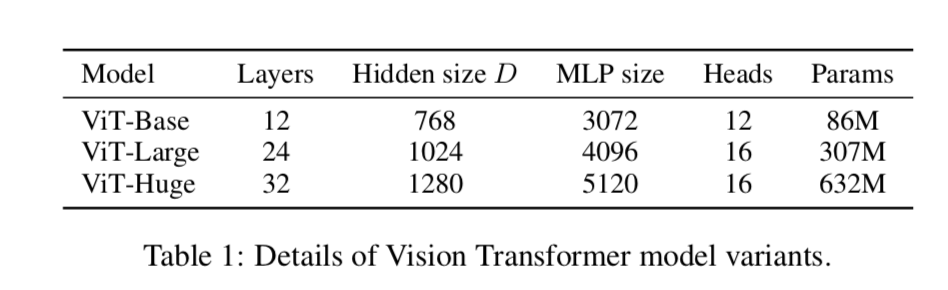 Model Layers Hidden size D MLP size Heads Params
ViT-Base 12 768 3072 12 86M
ViT-Large 24 1024 4096 16 307M
ViT-Huge 32 1280 5120 16 632M
Table 1: Details of Vision Transformer model variants.